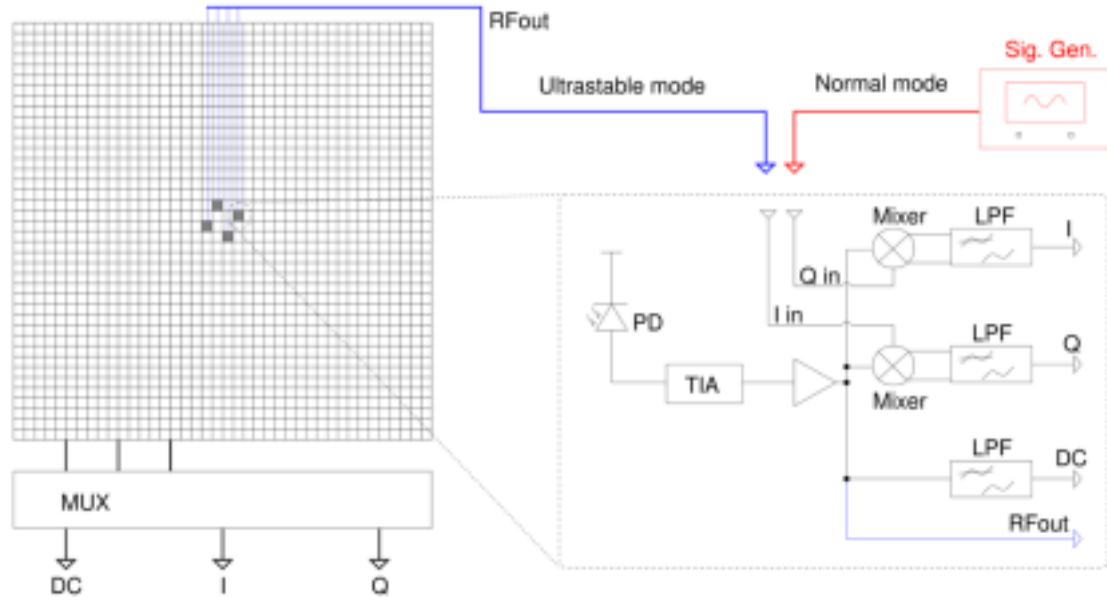 RFout
Sig. Gen.
Ultrastable mode
Normal mode
Mixer
LPF
I
Q in
PD
I in
LPF
Q
TIA
Mixer
LPF
DC
MUX
RFout
DC
I
Q